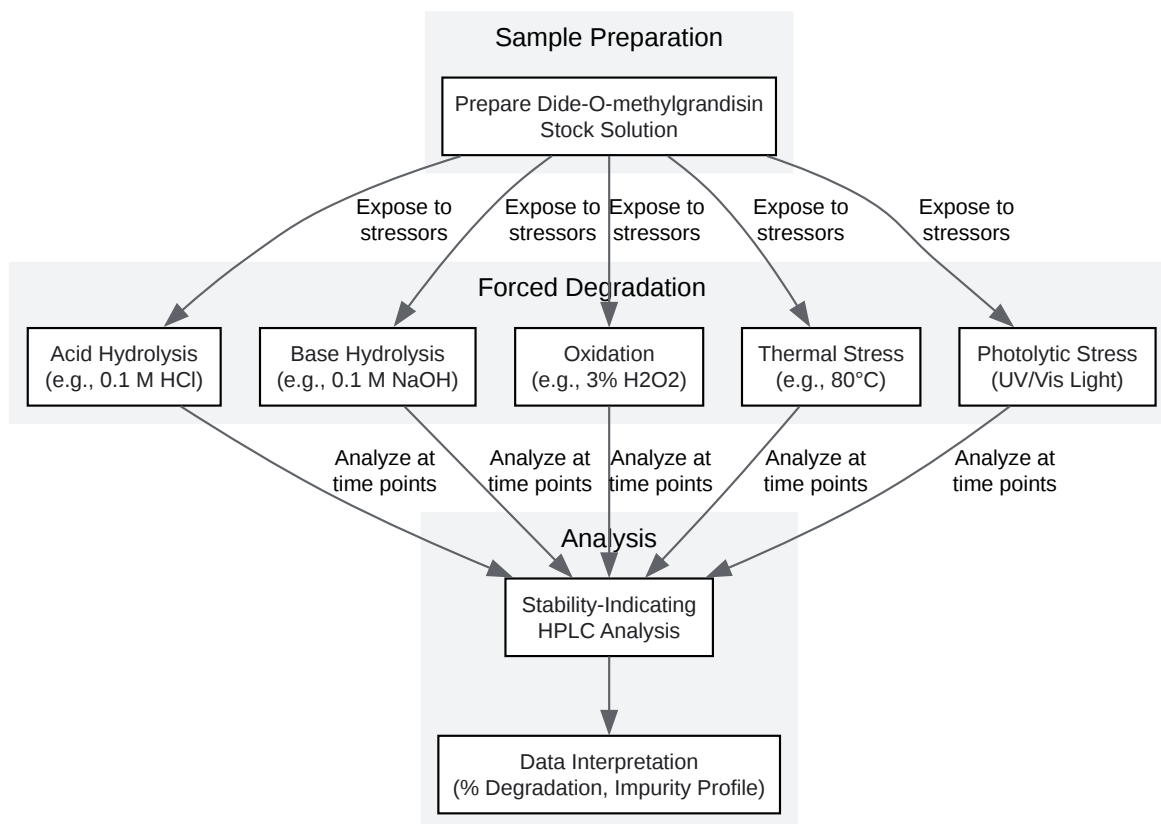 Sample Preparation
Prepare Dide-O-methylgrandisin
Stock Solution
Expose to
stressors
Expose to
stressors
Expose to
stressors
Expose to
stressors
Expose to
stressors
Forced Degradation
Acid Hydrolysis
(e.g., 0.1 M HCl)
Base Hydrolysis
(e.g., 0.1 M NaOH)
Oxidation
(e.g., 3% H2O2)
Thermal Stress
(e.g., 80°C)
Photolytic Stress
(UV/Vis Light)
Analyze at
time points
Analyze at
time points
Analyze at
time points
Analyze at
time points
Analyze at
time points
Analysis
Stability-Indicating
HPLC Analysis
Data Interpretation
(% Degradation, Impurity Profile)